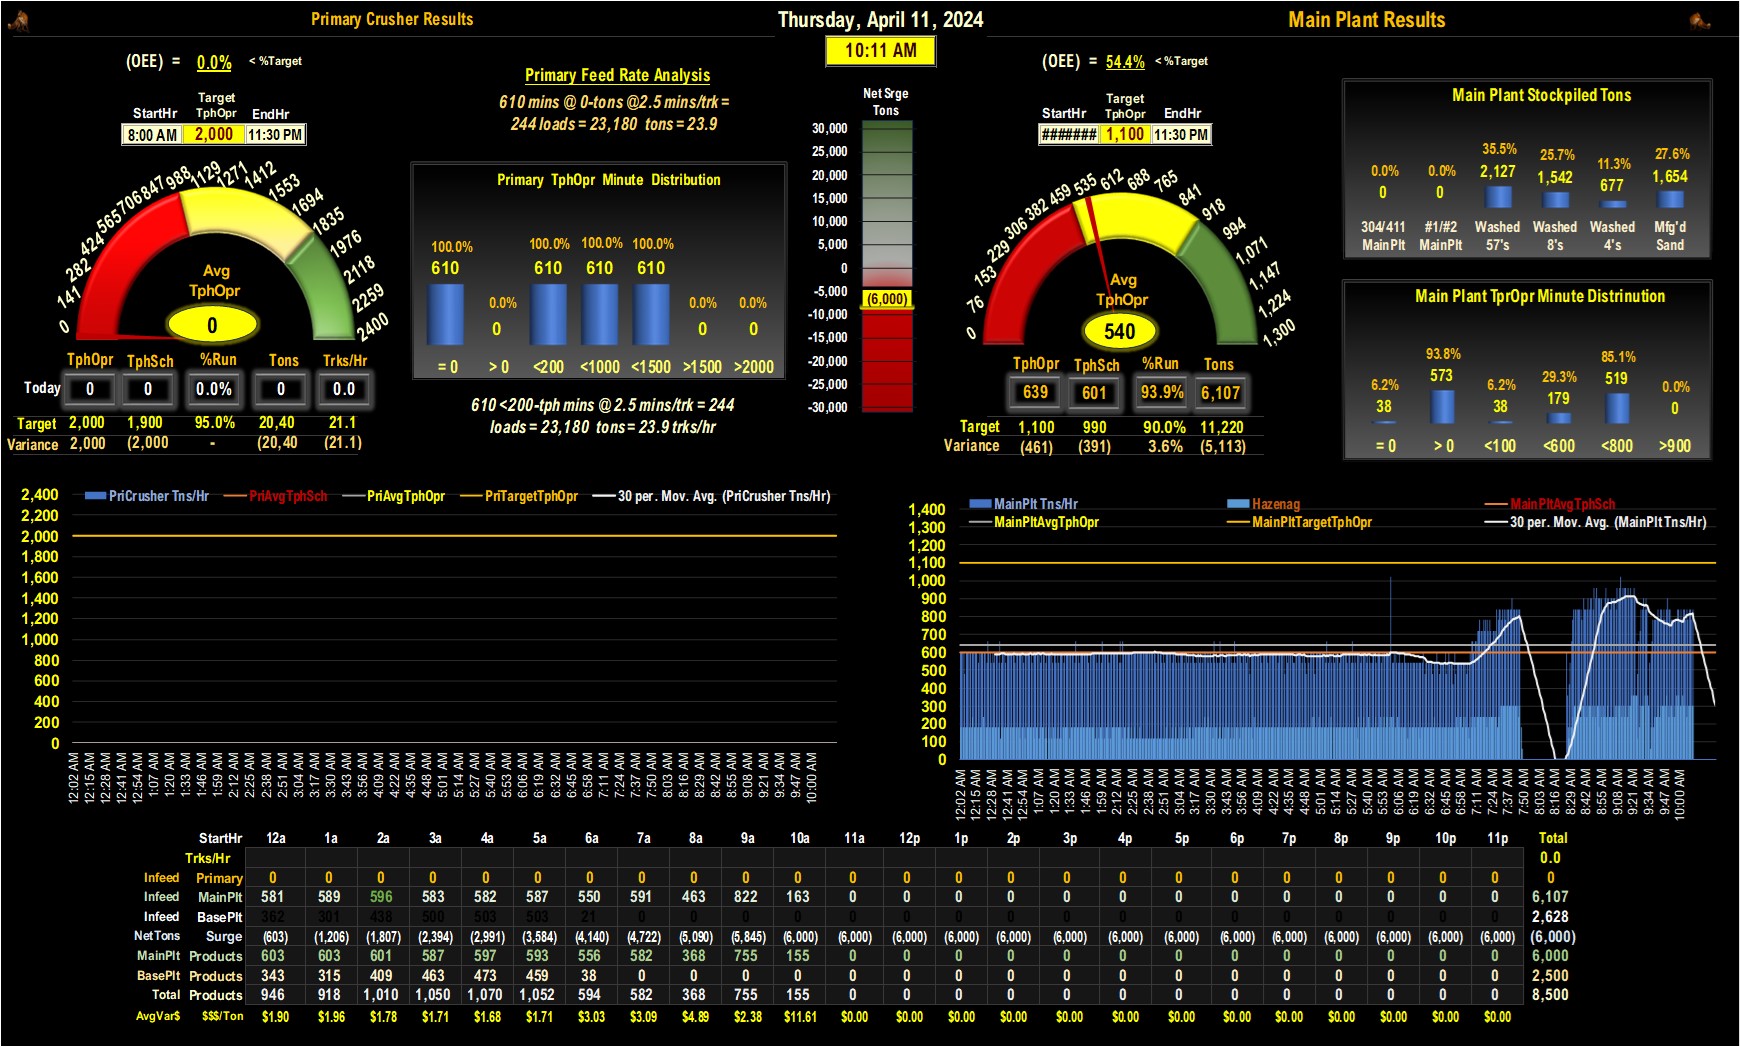 Primary Crusher Results
Thursday, April 11, 2024
Main Plant Results
10:11 AM
(OEE) = 0.0% < %Target
Target
StartHr TphOpr EndHr
8:00 AM 2,000 11:30 PM
0 141 282 424 565 706 847 988 1129 1271 1412 1553 1694 1835 1976 2118 2259 2400
Avg
TphOpr
0
TphOpr TphSch %Run Tons Trks/Hr
Today 0 0 0.0% 0 0.0
Target 2,000 1,900 95.0% 20,40 21.1
Variance 2,000 (2,000 - (20,40 (21.1)
Primary Feed Rate Analysis
610 mins @ 0-tons @2.5 mins/trk =
244 loads = 23,180 tons = 23.9
Primary TphOpr Minute Distribution
100.0% 0.0% 100.0% 100.0% 100.0% 0.0% 0.0%
610 0 610 610 610 0 0
= 0 > 0 <200 <1000 <1500 >1500 >2000
610 <200-tph mins @ 2.5 mins/trk = 244
loads = 23,180 tons = 23.9 trks/hr
Net Srge
Tons
30,000
25,000
20,000
15,000
10,000
5,000
0
-5,000
(6,000)
-10,000
-15,000
-20,000
-25,000
-30,000
(OEE) = 54.4% < %Target
Target
StartHr TphOpr EndHr
####### 1,100 11:30 PM
0 76 153 229 306 382 459 535 612 688 765 841 918 994 1,071 1,147 1,224 1,300
Avg
TphOpr
540
TphOpr TphSch %Run Tons
639 601 93.9% 6,107
Target 1,100 990 90.0% 11,220
Variance (461) (391) 3.6% (5,113)
Main Plant Stockpiled Tons
0.0% 0.0% 35.5% 25.7% 11.3% 27.6%
0 0 2,127 1,542 677 1,654
304/411 #1/#2 Washed Washed Washed Mfg'd
MainPlt MainPlt 57's 8's 4's Sand
Main Plant TprOpr Minute Distrinution
6.2% 93.8% 6.2% 29.3% 85.1% 0.0%
38 573 38 179 519 0
= 0 > 0 <100 <600 <800 >900
PriCrusher Tns/Hr PriAvgTphSch PriAvgTphOpr PriTargetTphOpr 30 per. Mov. Avg. (PriCrusher Tns/Hr)
2,400
2,200
2,000
1,800
1,600
1,400
1,200
1,000
800
600
400
200
0
12:02 AM 12:15 AM 12:28 AM 12:41 AM 12:54 AM 1:07 AM 1:20 AM 1:33 AM 1:46 AM 1:59 AM 2:12 AM 2:25 AM 2:38 AM 2:51 AM 3:04 AM 3:17 AM 3:30 AM 3:43 AM 3:56 AM 4:09 AM 4:22 AM 4:35 AM 4:48 AM 5:01 AM 5:14 AM 5:27 AM 5:40 AM 5:53 AM 6:06 AM 6:19 AM 6:32 AM 6:45 AM 6:58 AM 7:11 AM 7:24 AM 7:37 AM 7:50 AM 8:03 AM 8:16 AM 8:29 AM 8:42 AM 8:55 AM 9:08 AM 9:21 AM 9:34 AM 9:47 AM 10:00 AM
MainPlt Tns/Hr Hazenag MainPltAvgTphSch
MainPltAvgTphOpr MainPltTargetTphOpr 30 per. Mov. Avg. (MainPlt Tns/Hr)
1,400
1,300
1,200
1,100
1,000
900
800
700
600
500
400
300
200
100
0
12:02 AM 12:15 AM 12:28 AM 12:41 AM 12:54 AM 1:07 AM 1:20 AM 1:33 AM 1:46 AM 1:59 AM 2:12 AM 2:25 AM 2:38 AM 2:51 AM 3:04 AM 3:17 AM 3:30 AM 3:43 AM 3:56 AM 4:09 AM 4:22 AM 4:35 AM 4:48 AM 5:01 AM 5:14 AM 5:27 AM 5:40 AM 5:53 AM 6:06 AM 6:19 AM 6:32 AM 6:45 AM 6:58 AM 7:11 AM 7:24 AM 7:37 AM 7:50 AM 8:03 AM 8:16 AM 8:29 AM 8:42 AM 8:55 AM 9:08 AM 9:21 AM 9:34 AM 9:47 AM 10:00 AM
StartHr 12a 1a 2a 3a 4a 5a 6a 7a 8a 9a 10a 11a 12p 1p 2p 3p 4p 5p 6p 7p 8p 9p 10p 11p Total
Trks/Hr 0.0
Infeed Primary 0 0 0 0 0 0 0 0 0 0 0 0 0 0 0 0 0 0 0 0 0 0 0 0 0
Infeed MainPlt 581 589 596 583 582 587 550 591 463 822 163 0 0 0 0 0 0 0 0 0 0 0 0 0 6,107
Infeed BasePlt 362 301 438 500 503 503 21 0 0 0 0 0 0 0 0 0 0 0 0 0 0 0 0 0 2,628
NetTons Surge (603) (1,206) (1,807) (2,394) (2,991) (3,584) (4,140) (4,722) (5,090) (5,845) (6,000) (6,000) (6,000) (6,000) (6,000) (6,000) (6,000) (6,000) (6,000) (6,000) (6,000) (6,000) (6,000) (6,000) (6,000)
MainPlt Products 603 603 601 587 597 593 556 582 368 755 155 0 0 0 0 0 0 0 0 0 0 0 0 0 6,000
BasePlt Products 343 315 409 463 473 459 38 0 0 0 0 0 0 0 0 0 0 0 0 0 0 0 0 0 2,500
Total Products 946 918 1,010 1,050 1,070 1,052 594 582 368 755 155 0 0 0 0 0 0 0 0 0 0 0 0 0 8,500
AvgVar$ $$$/Ton $1.90 $1.96 $1.78 $1.71 $1.68 $1.71 $3.03 $3.09 $4.89 $2.38 $11.61 $0.00 $0.00 $0.00 $0.00 $0.00 $0.00 $0.00 $0.00 $0.00 $0.00 $0.00 $0.00 $0.00